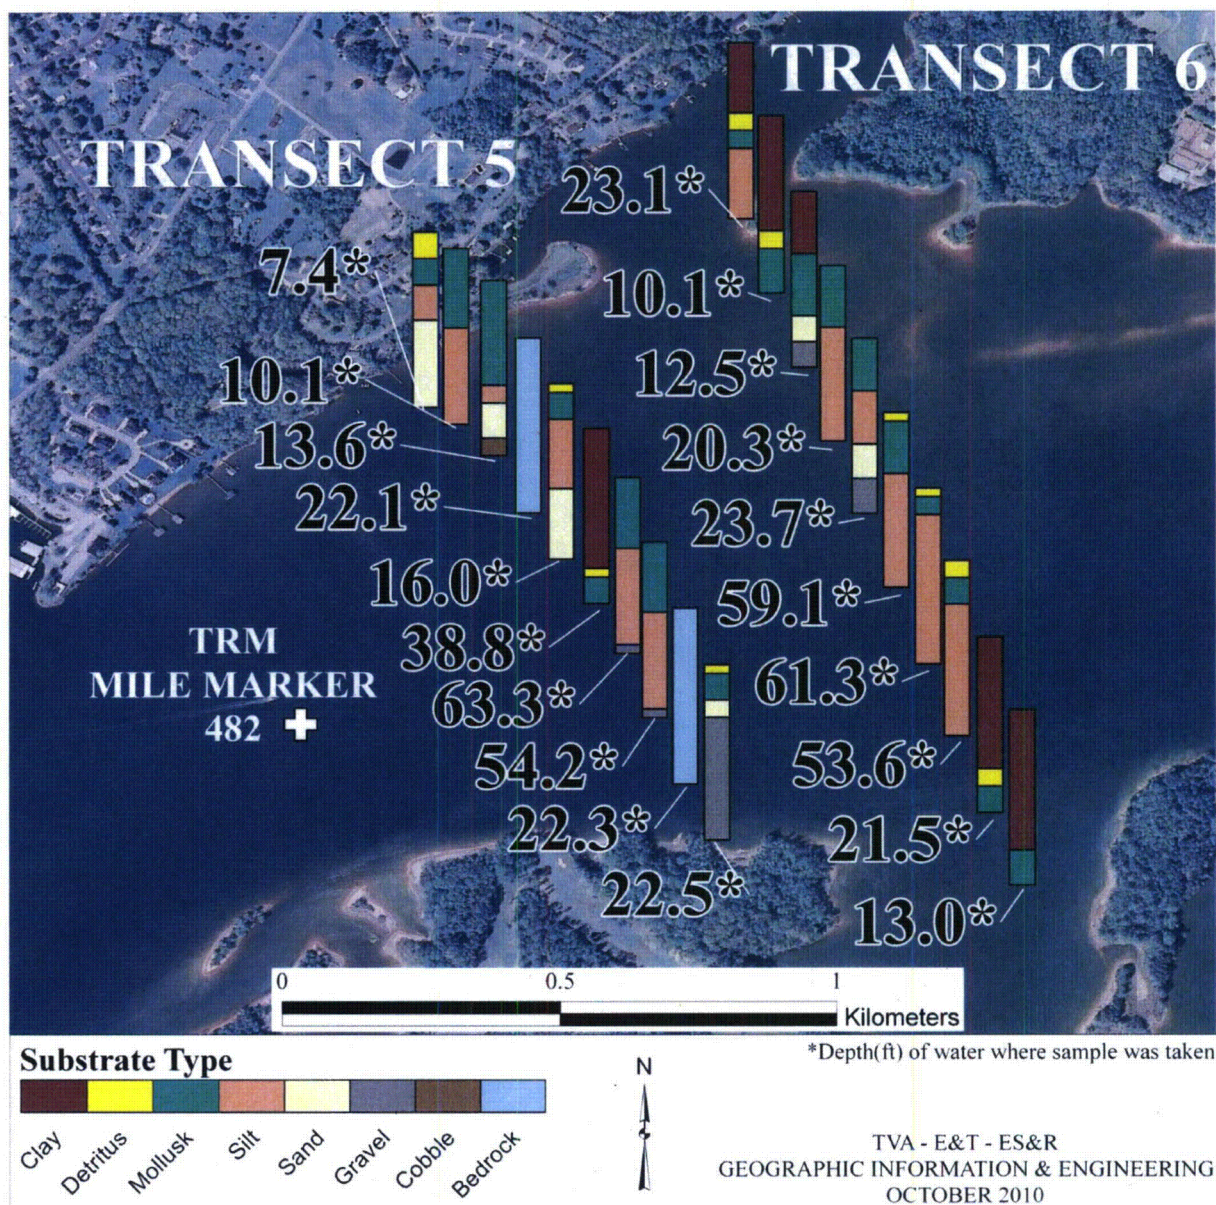 TRANSECT 6
TRANSECT 5
23.1*
7.4*
10.1*
10.1*
12.5*
13.6*
20.3*
22.1*
23.7*
16.0*
59.1*
38.8*
TRM
MILE MARKER
482
61.3*
63.3*
54.2*
53.6*
22.3*
21.5*
22.5*
13.0*
0 0.5 1
Kilometers
*Depth(ft) of water where sample was taken
Substrate Type
N
Clay
Detritus
Mollusk
Silt
Sand
Gravel
Cobble
Bedrock
TVA - E&T - ES&R
GEOGRAPHIC INFORMATION & ENGINEERING
OCTOBER 2010